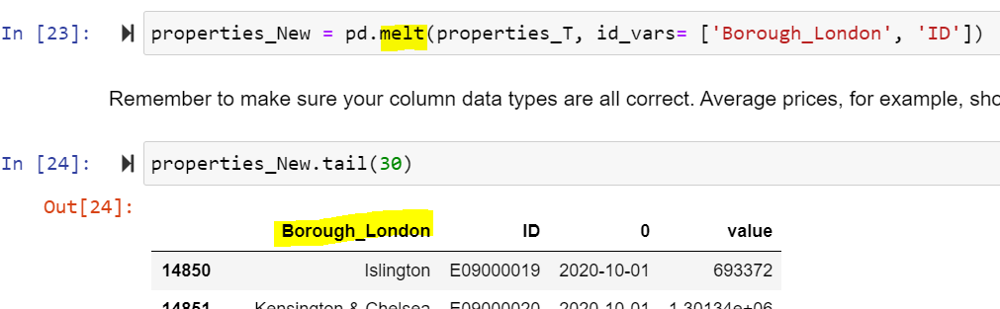 In [23]: properties_New = pd.melt(properties_T, id_vars= ['Borough_London', 'ID'])
Remember to make sure your column data types are all correct. Average prices, for example, sho
In [24]: properties_New.tail(30)
Out[24]:
Borough_London ID 0 value
14850 Islington E09000019 2020-10-01 693372
14851 Kensington & Chelsea E09000020 2020-10-01 1.30134e+06